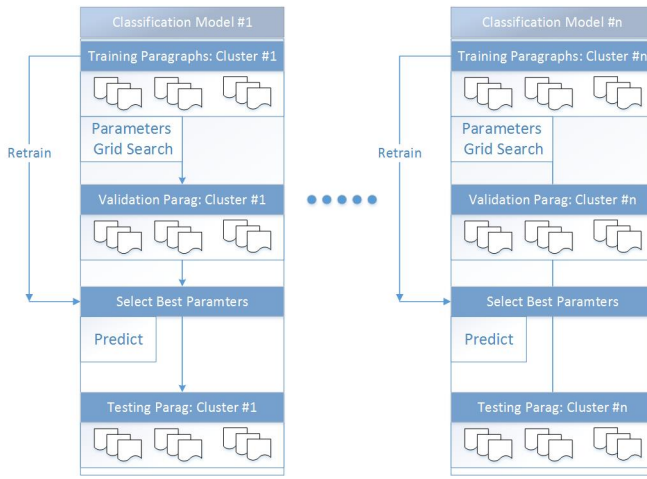 Classification Model #1
Training Paragraphs: Cluster #1
Parameters
Grid Search
Retrain
Validation Parag: Cluster #1
Select Best Paramters
Predict
Testing Parag: Cluster #1
Classification Model #n
Training Paragraphs: Cluster #n
Parameters
Grid Search
Retrain
Validation Parag: Cluster #n
Select Best Paramters
Predict
Testing Parag: Cluster #n